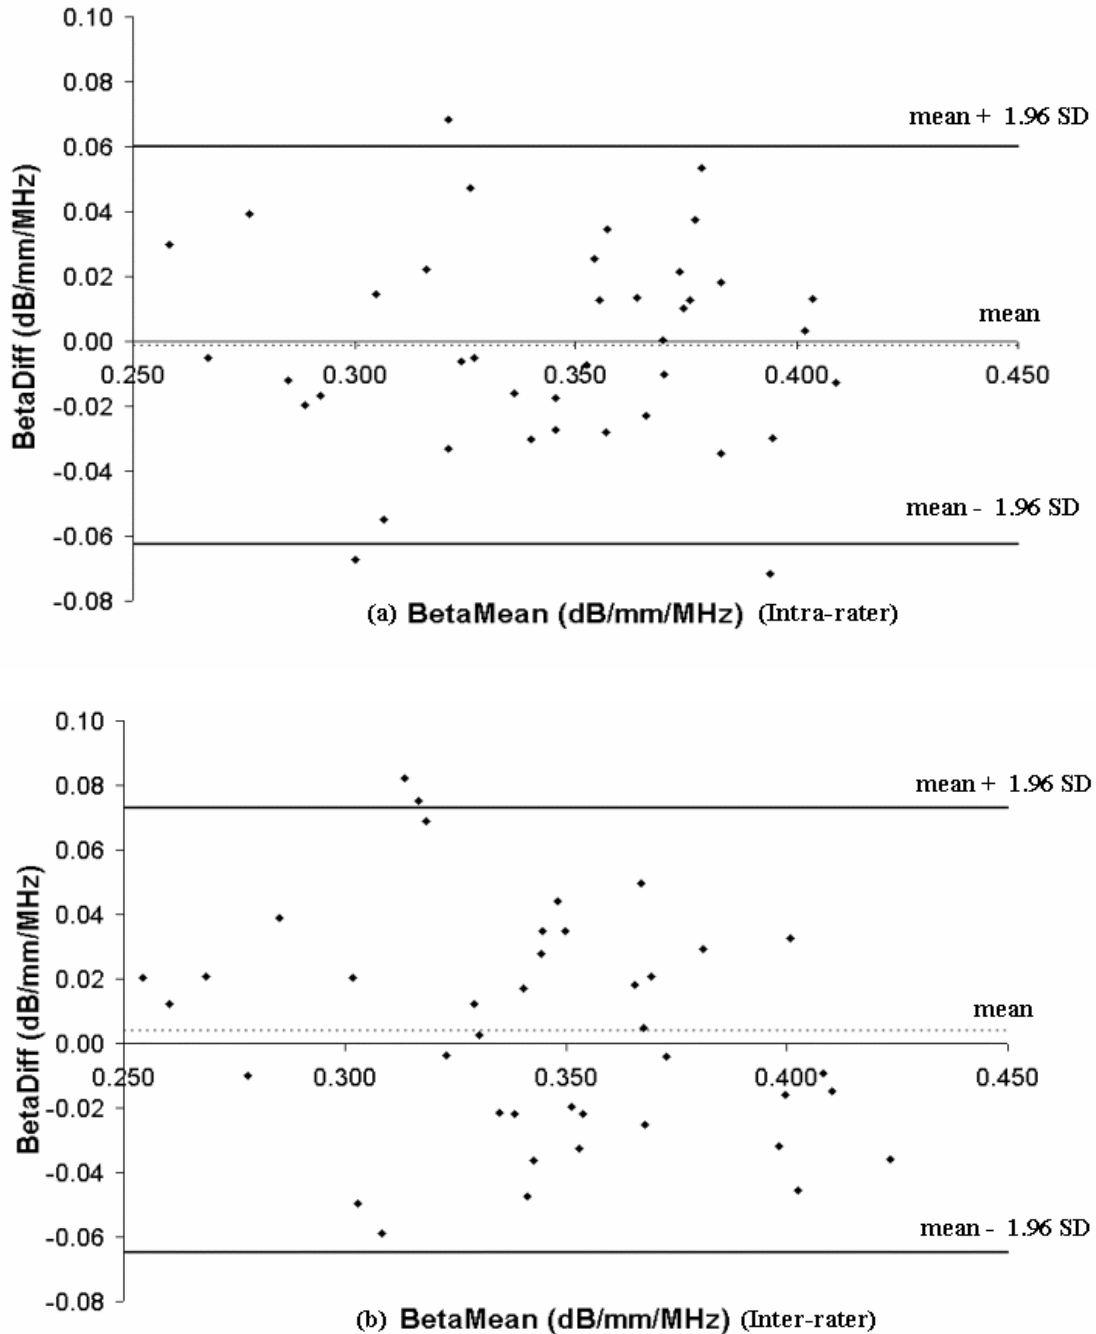 0.10
0.08
mean + 1.96 SD
0.06
0.04
0.02
mean
0.00
0.250 0.300 0.350 0.400 0.450
-0.02
-0.04
mean - 1.96 SD
-0.06
-0.08
BetaDiff (dB/mm/MHz)
(a) BetaMean (dB/mm/MHz) (Intra-rater)
0.10
0.08
mean + 1.96 SD
0.06
0.04
0.02
mean
0.00
0.250 0.300 0.350 0.400 0.450
-0.02
-0.04
-0.06
mean - 1.96 SD
-0.08
BetaDiff (dB/mm/MHz)
(b) BetaMean (dB/mm/MHz) (Inter-rater)